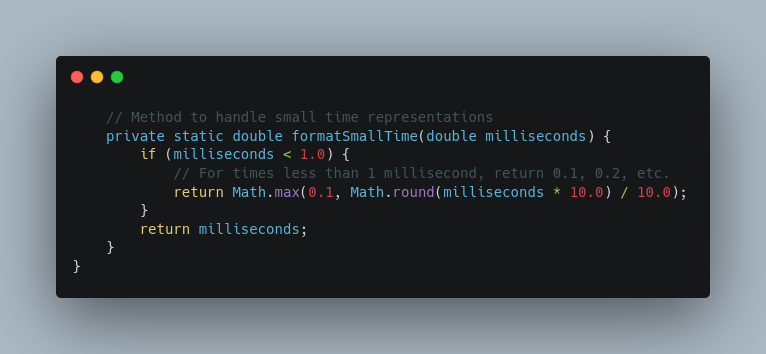 // Method to handle small time representations
private static double formatSmallTime(double milliseconds) {
if (milliseconds < 1.0) {
// For times less than 1 millisecond, return 0.1, 0.2, etc.
return Math.max(0.1, Math.round(milliseconds * 10.0) / 10.0);
}
return milliseconds;
}
}